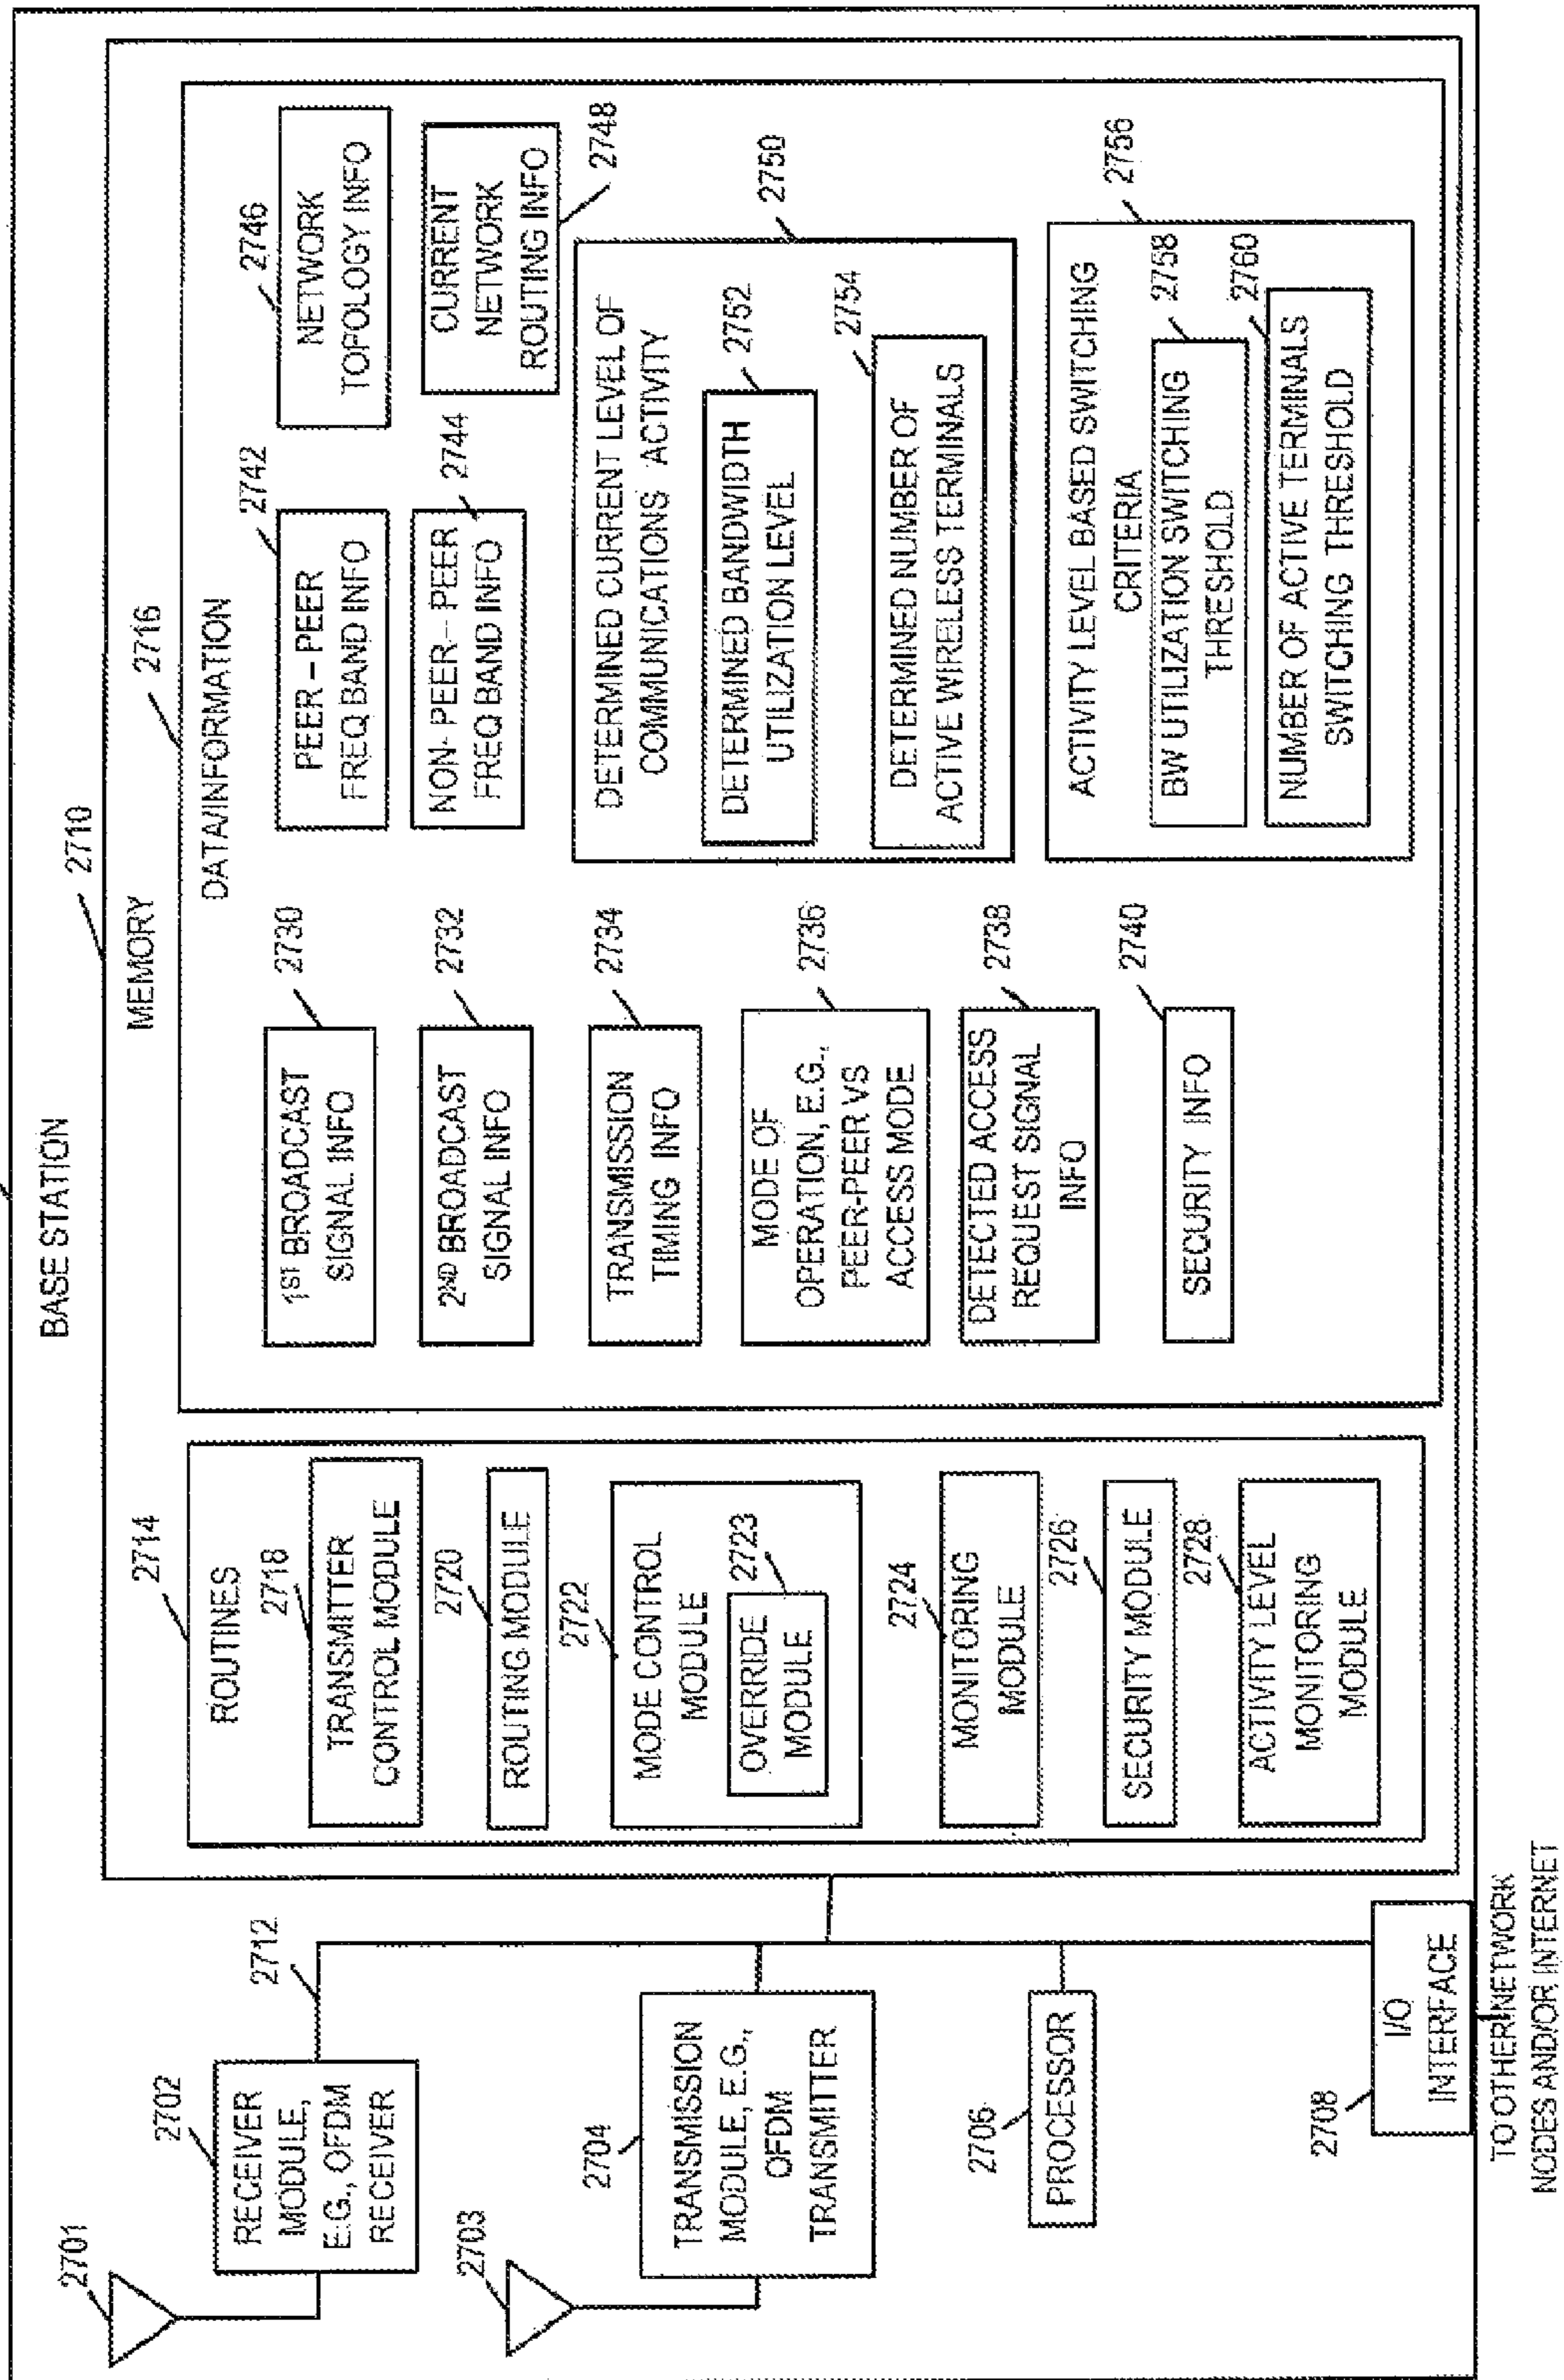 BASE STATION
2701
2702
RECEIVER
MODULE,
E.G., OFDM
RECEIVER
2712
2703
2704
TRANSMISSION
MODULE, E.G.,
OFDM
TRANSMITTER
2706
PROCESSOR
2708
I/O
INTERFACE
TO OTHER NETWORK
NODES AND/OR INTERNET
2710
MEMORY
2714
ROUTINES
2718
TRANSMITTER
CONTROL MODULE
2720
ROUTING MODULE
2722
MODE CONTROL
MODULE
2723
OVERRIDE
MODULE
2724
MONITORING
MODULE
2726
SECURITY MODULE
2728
ACTIVITY LEVEL
MONITORING
MODULE
2716
DATA/INFORMATION
2730
1ST BROADCAST
SIGNAL INFO
2732
2ND BROADCAST
SIGNAL INFO
2734
TRANSMISSION
TIMING INFO
2736
MODE OF
OPERATION, E.G.,
PEER-PEER VS
ACCESS MODE
2738
DETECTED ACCESS
REQUEST SIGNAL
INFO
2740
SECURITY INFO
2742
PEER – PEER
FREQ BAND INFO
2744
NON- PEER – PEER
FREQ BAND INFO
2746
NETWORK
TOPOLOGY INFO
2748
CURRENT
NETWORK
ROUTING INFO
2750
DETERMINED CURRENT LEVEL OF
COMMUNICATIONS ACTIVITY
2752
DETERMINED BANDWIDTH
UTILIZATION LEVEL
2754
DETERMINED NUMBER OF
ACTIVE WIRELESS TERMINALS
2756
ACTIVITY LEVEL BASED SWITCHING
CRITERIA
2758
BW UTILIZATION SWITCHING
THRESHOLD
2760
NUMBER OF ACTIVE TERMINALS
SWITCHING THRESHOLD